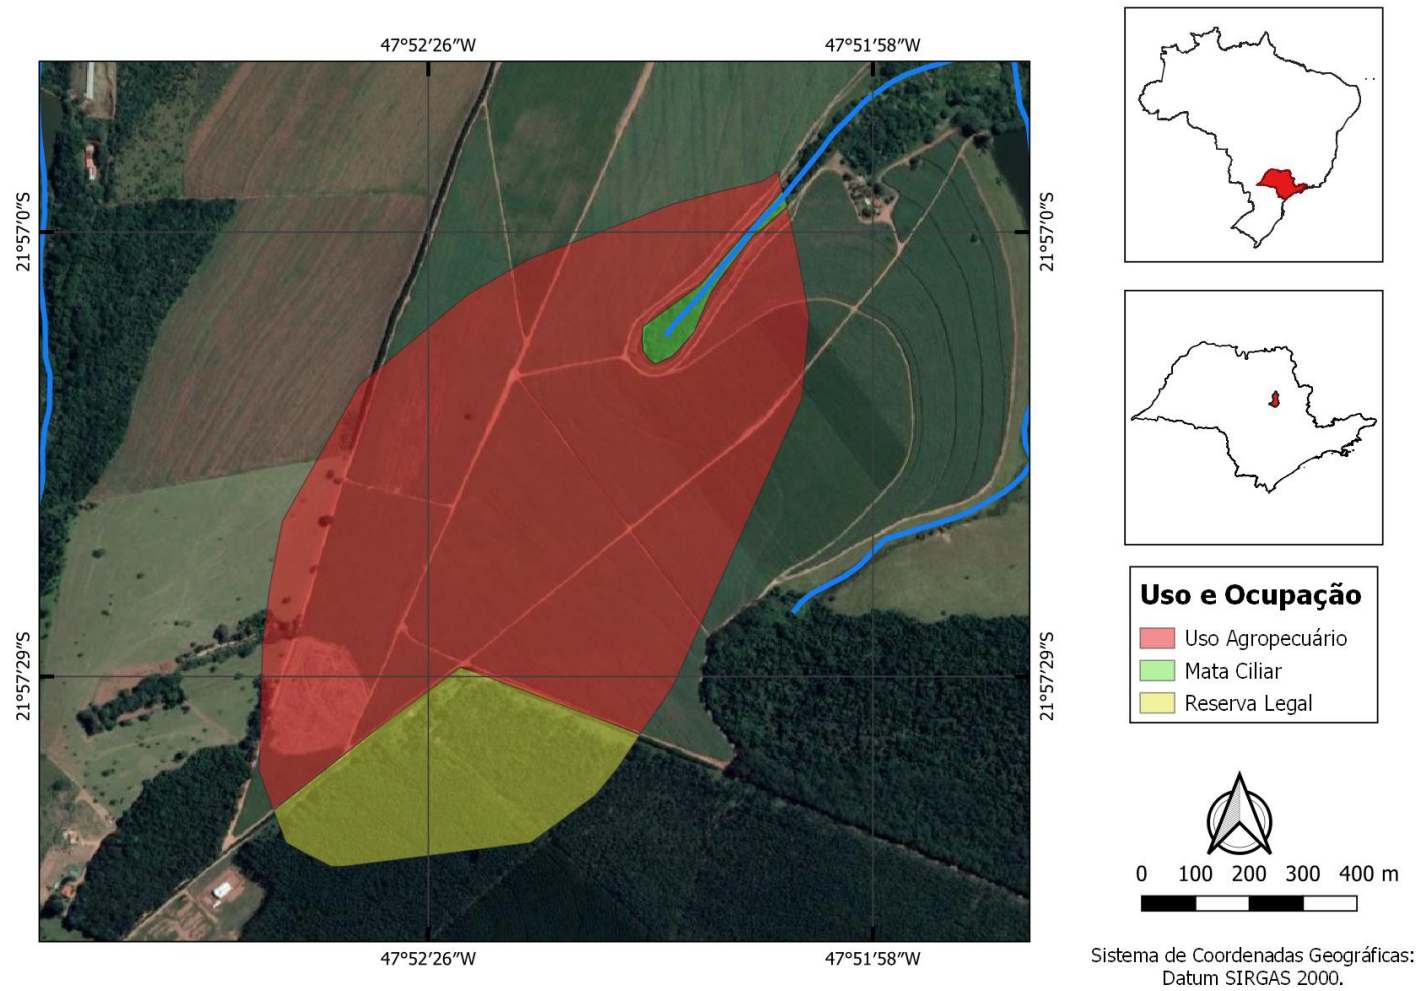 47°52′26″W 47°51′58″W
21°57′0″S
21°57′0″S
21°57′29″S
21°57′29″S
47°52′26″W 47°51′58″W
Uso e Ocupação
Uso Agropecuário
Mata Ciliar
Reserva Legal
0 100 200 300 400 m
Sistema de Coordenadas Geográficas:
Datum SIRGAS 2000.